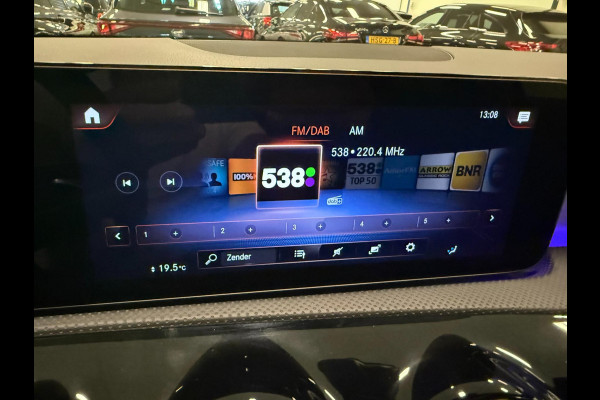 13:08
FM/DAB AM
538 • 220.4 MHz
100%
538
538
TOP 50
ARROW
BNR
1 + 2 + 3 + 4 + 5 +
Zender
19.5°C